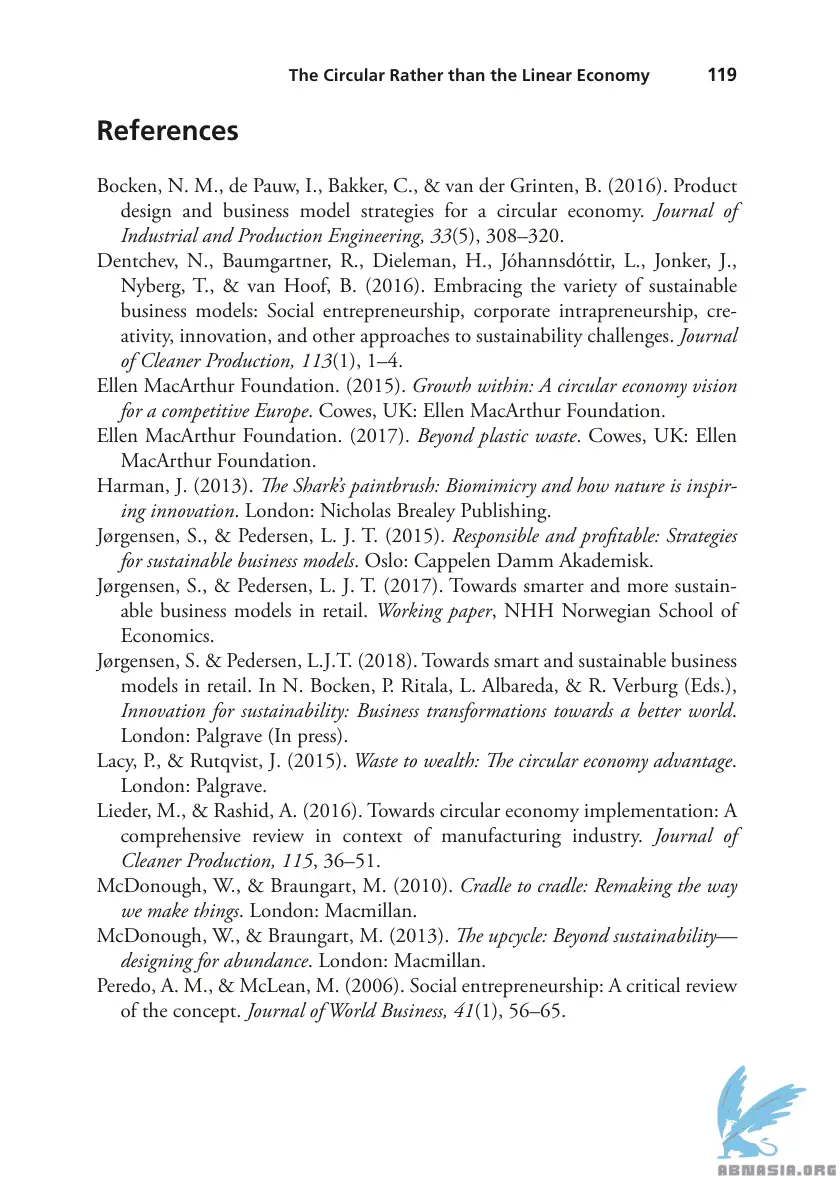 The Circular Rather than the Linear Economy 119
References
Bocken, N. M., de Pauw, I., Bakker, C., & van der Grinten, B. (2016). Product
design and business model strategies for a circular economy. Journal of
Industrial and Production Engineering, 33(5), 308–320.
Dentchev, N., Baumgartner, R., Dieleman, H., Jóhannsdóttir, L., Jonker, J.,
Nyberg, T., & van Hoof, B. (2016). Embracing the variety of sustainable
business models: Social entrepreneurship, corporate intrapreneurship, cre-
ativity, innovation, and other approaches to sustainability challenges. Journal
of Cleaner Production, 113(1), 1–4.
Ellen MacArthur Foundation. (2015). Growth within: A circular economy vision
for a competitive Europe. Cowes, UK: Ellen MacArthur Foundation.
Ellen MacArthur Foundation. (2017). Beyond plastic waste. Cowes, UK: Ellen
MacArthur Foundation.
Harman, J. (2013). The Shark’s paintbrush: Biomimicry and how nature is inspir-
ing innovation. London: Nicholas Brealey Publishing.
Jørgensen, S., & Pedersen, L. J. T. (2015). Responsible and profitable: Strategies
for sustainable business models. Oslo: Cappelen Damm Akademisk.
Jørgensen, S., & Pedersen, L. J. T. (2017). Towards smarter and more sustain-
able business models in retail. Working paper, NHH Norwegian School of
Economics.
Jørgensen, S. & Pedersen, L.J.T. (2018). Towards smart and sustainable business
models in retail. In N. Bocken, P. Ritala, L. Albareda, & R. Verburg (Eds.),
Innovation for sustainability: Business transformations towards a better world.
London: Palgrave (In press).
Lacy, P., & Rutqvist, J. (2015). Waste to wealth: The circular economy advantage.
London: Palgrave.
Lieder, M., & Rashid, A. (2016). Towards circular economy implementation: A
comprehensive review in context of manufacturing industry. Journal of
Cleaner Production, 115, 36–51.
McDonough, W., & Braungart, M. (2010). Cradle to cradle: Remaking the way
we make things. London: Macmillan.
McDonough, W., & Braungart, M. (2013). The upcycle: Beyond sustainability—
designing for abundance. London: Macmillan.
Peredo, A. M., & McLean, M. (2006). Social entrepreneurship: A critical review
of the concept. Journal of World Business, 41(1), 56–65.
ABNASIA.ORG